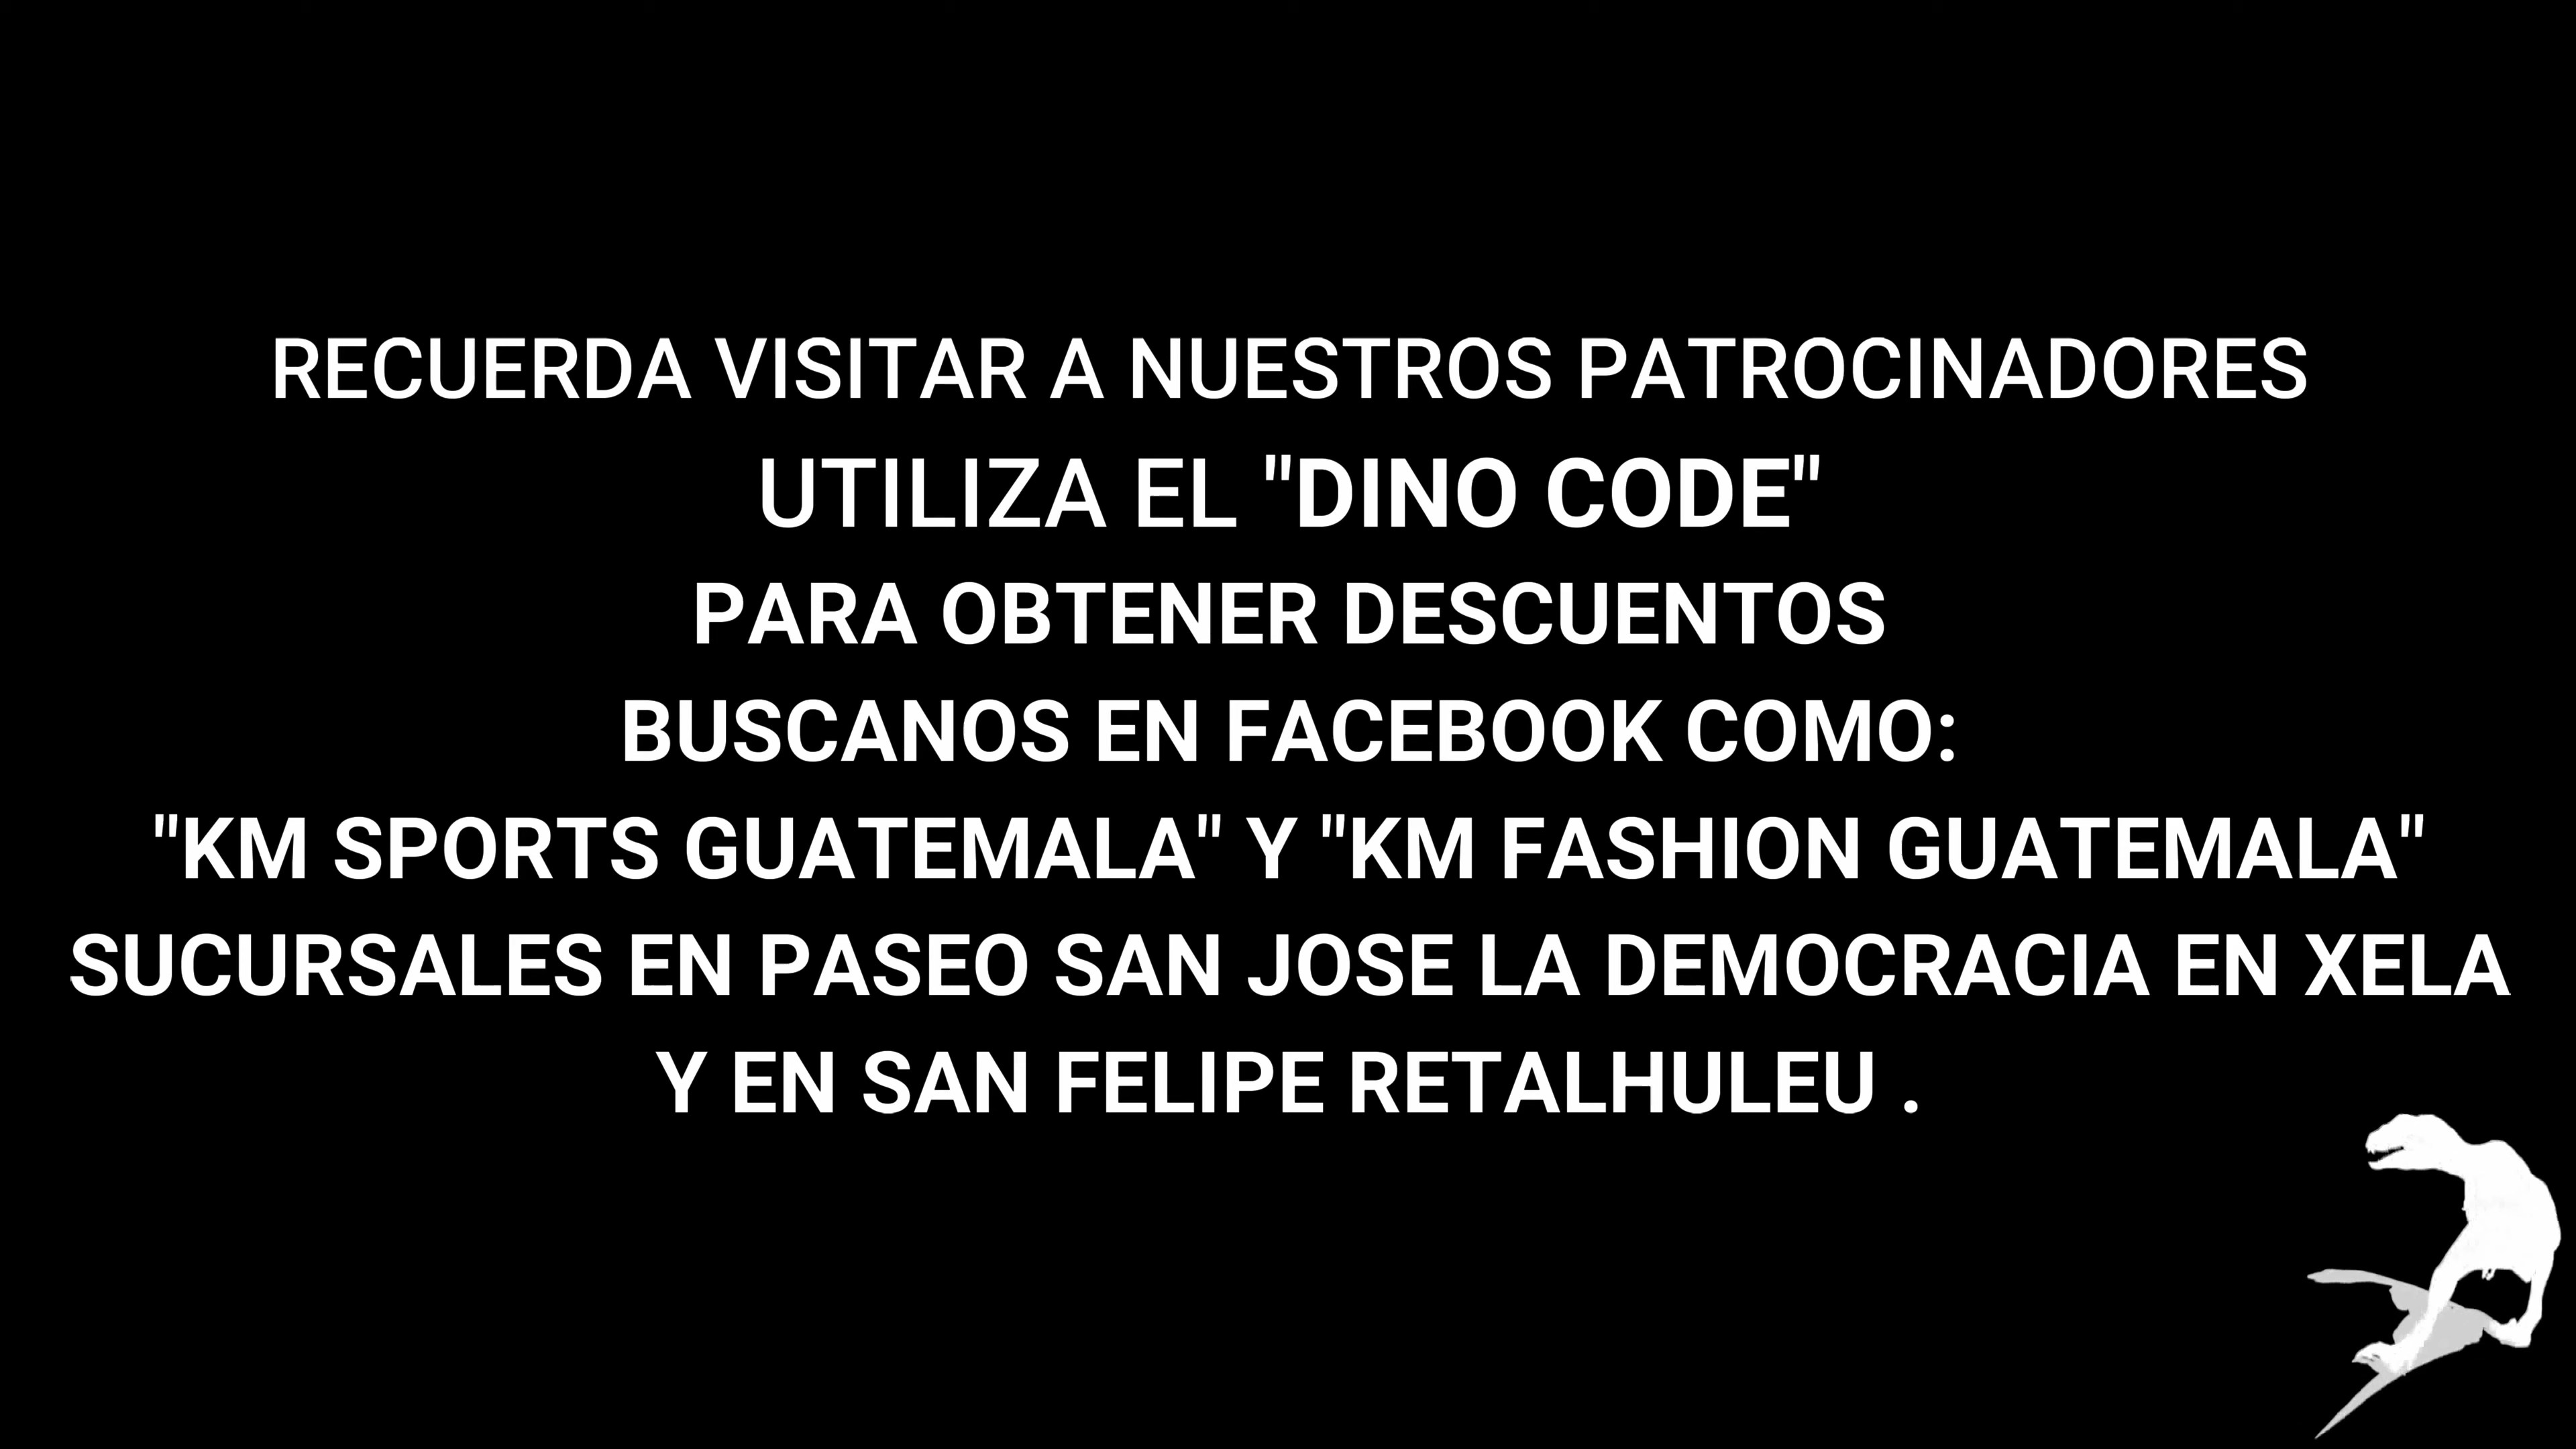 RECUERDA VISITAR A NUESTROS PATROCINADORES
UTILIZA EL "DINO CODE"
PARA OBTENER DESCUENTOS
BUSCANOS EN FACEBOOK COMO:
"KM SPORTS GUATEMALA" Y "KM FASHION GUATEMALA"
SUCURSALES EN PASEO SAN JOSE LA DEMOCRACIA EN XELA
Y EN SAN FELIPE RETALHULEU .